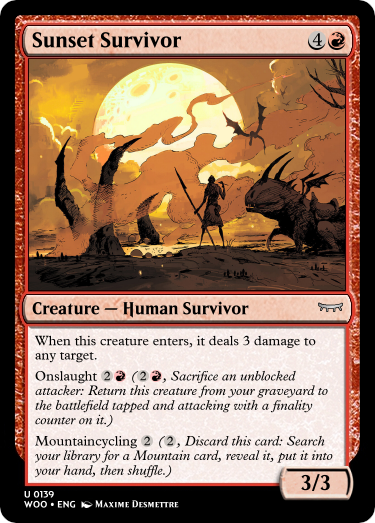 Sunset Survivor 4
Creature — Human Survivor
When this creature enters, it deals 3 damage to
any target.
Onslaught 2 (2, Sacrifice an unblocked
attacker: Return this creature from your graveyard
to the battlefield tapped and attacking with a finality
counter on it.)
Mountaincycling 2 (2, Discard this card: Search
your library for a Mountain card, reveal it, put it into
your hand, then shuffle.)
3/3
U 0139
WOO • ENG Maxime Desmettre